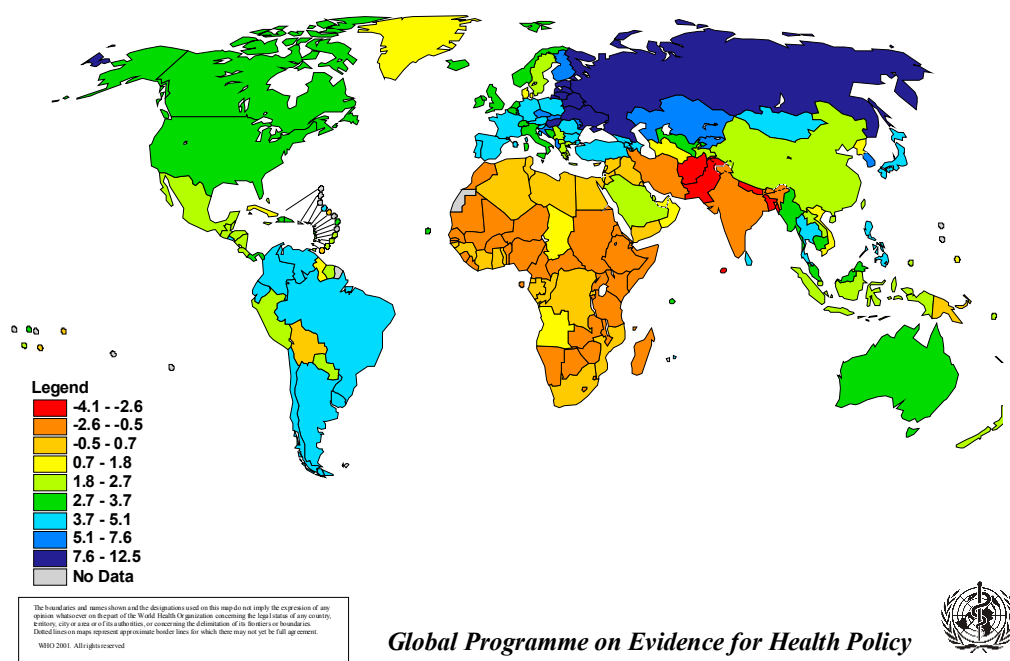 Legend
-4.1 - -2.6
-2.6 - -0.5
-0.5 - 0.7
0.7 - 1.8
1.8 - 2.7
2.7 - 3.7
3.7 - 5.1
5.1 - 7.6
7.6 - 12.5
No Data
The boundaries and names shown and the designations used on this map do not imply the expression of any
opinion whatsoever on the part of the World Health Organization concerning the legal status of any country,
territory, city or area or of its authorities, or concerning the delimitation of its frontiers or boundaries.
Dotted lines on maps represent approximate border lines for which there may not yet be full agreement.
WHO 2001. All rights reserved
Global Programme on Evidence for Health Policy